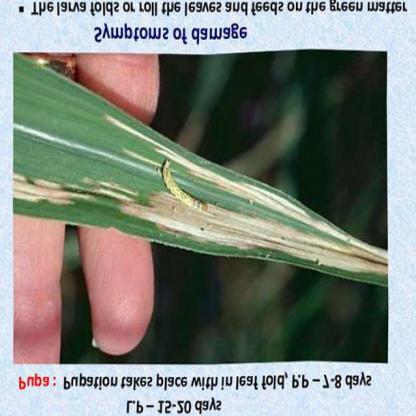 L.P – 15-20 days
Pupa : Pupation takes place with in leaf fold, P.P – 7-8 days
Symptoms of damage
▪ The larva folds or roll the leaves and feeds on the green matter